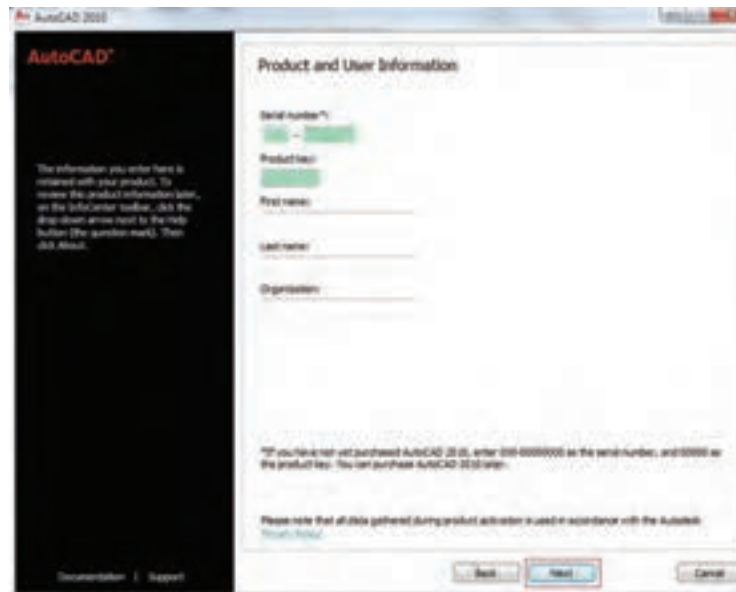 AutoCAD 2010
AutoCAD®
Product and User Information
Serial number*:
Product key:
First name:
Last name:
Organization:
The information you enter here is
retained with your product. To
review the product information later,
on the InfoCenter toolbar, click the
drop-down arrow next to the Help
button (the question mark). Then
click About.
*If you have not yet purchased AutoCAD 2010, enter 000-00000000 as the serial number, and 00000 as
the product key. You can purchase AutoCAD 2010 later.
Please note that all data gathered during product activation is used in accordance with the Autodesk
Privacy Policy.
Documentation | Support
Back
Next
Cancel